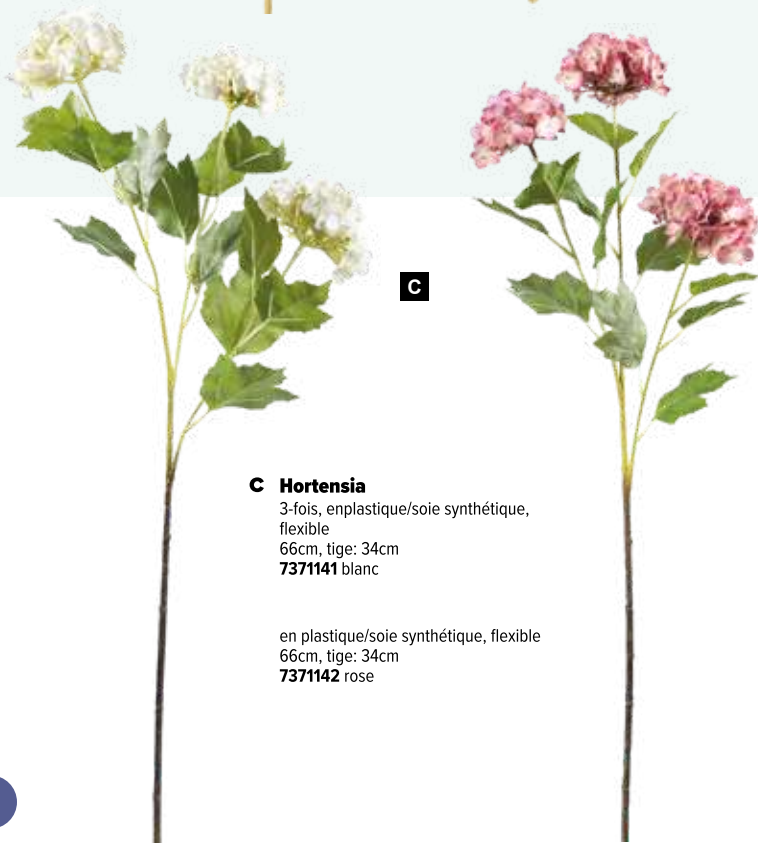 C
C Hortensia
3-fois, enplastique/soie synthétique,
flexible
66cm, tige: 34cm
7371141 blanc
en plastique/soie synthétique, flexible
66cm, tige: 34cm
7371142 rose